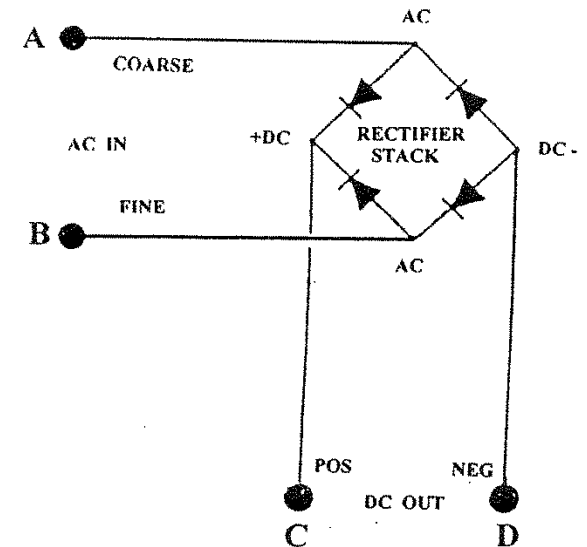 AC
A
COARSE
+DC
RECTIFIER
STACK
DC -
AC IN
FINE
B
AC
POS
NEG
DC OUT
C
D